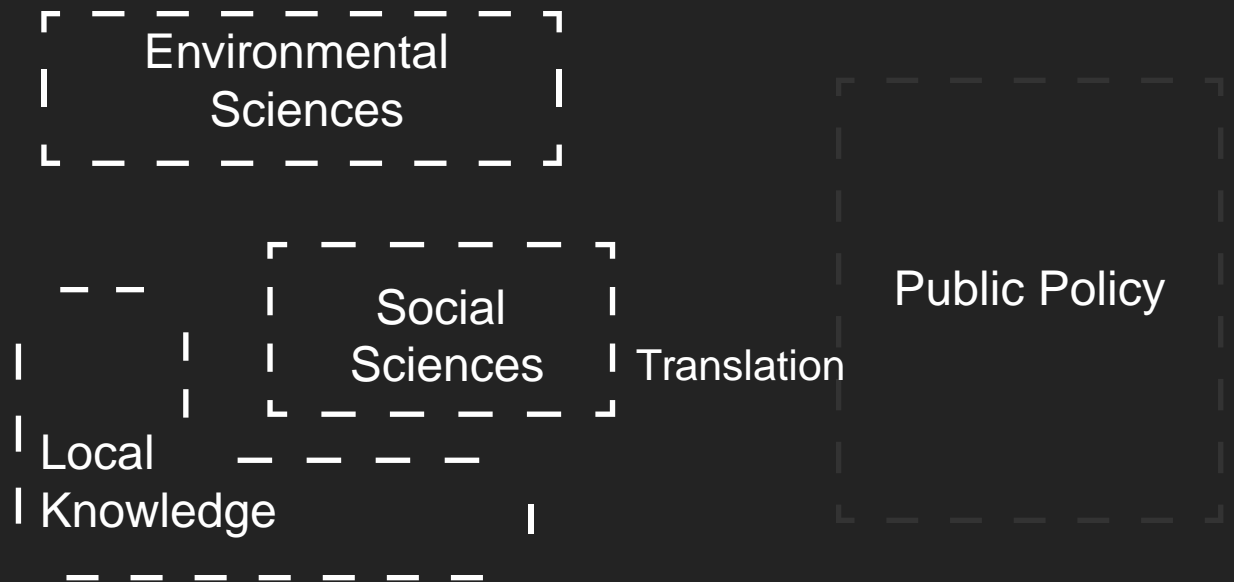 Environmental
Sciences
Social
Sciences
Translation
Public Policy
Local
Knowledge